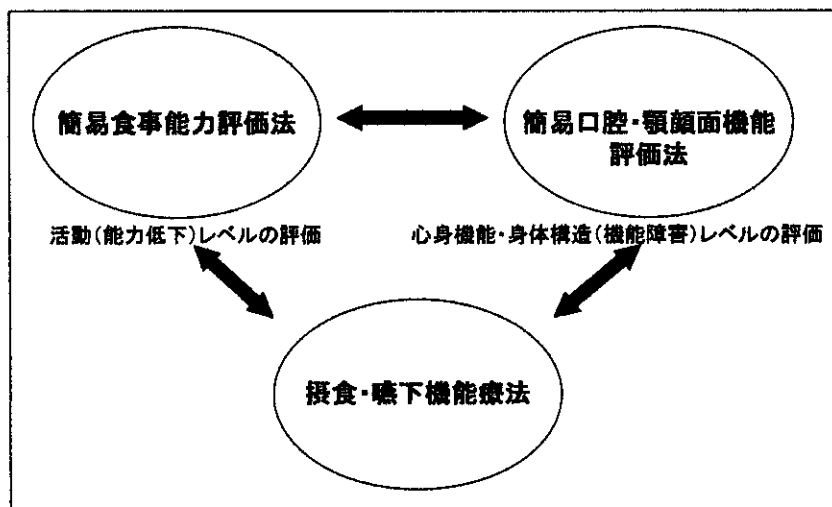 簡易食事能力評価法
簡易口腔・顎顔面機能
評価法
活動(能力低下)レベルの評価
心身機能・身体構造(機能障害)レベルの評価
摂食・嚥下機能療法